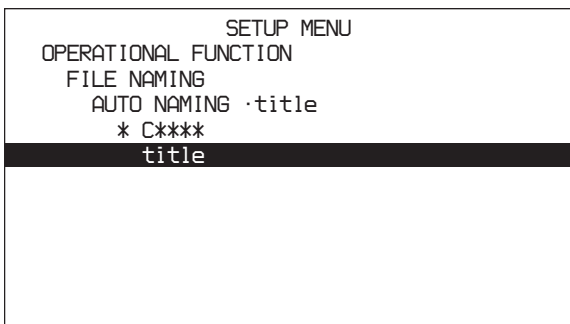 SETUP MENU
OPERATIONAL FUNCTION
FILE NAMING
AUTO NAMING ·title
* C****
title